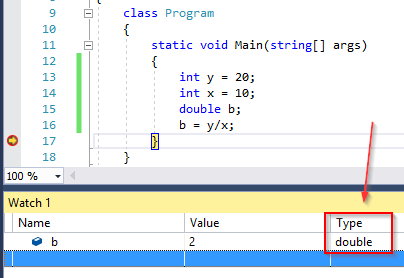 9 class Program
10 {
11 static void Main(string[] args)
12 {
13 int y = 20;
14 int x = 10;
15 double b;
16 b = y/x;
17 }
18 }
100 %
Watch 1
Name Value Type
b 2 double